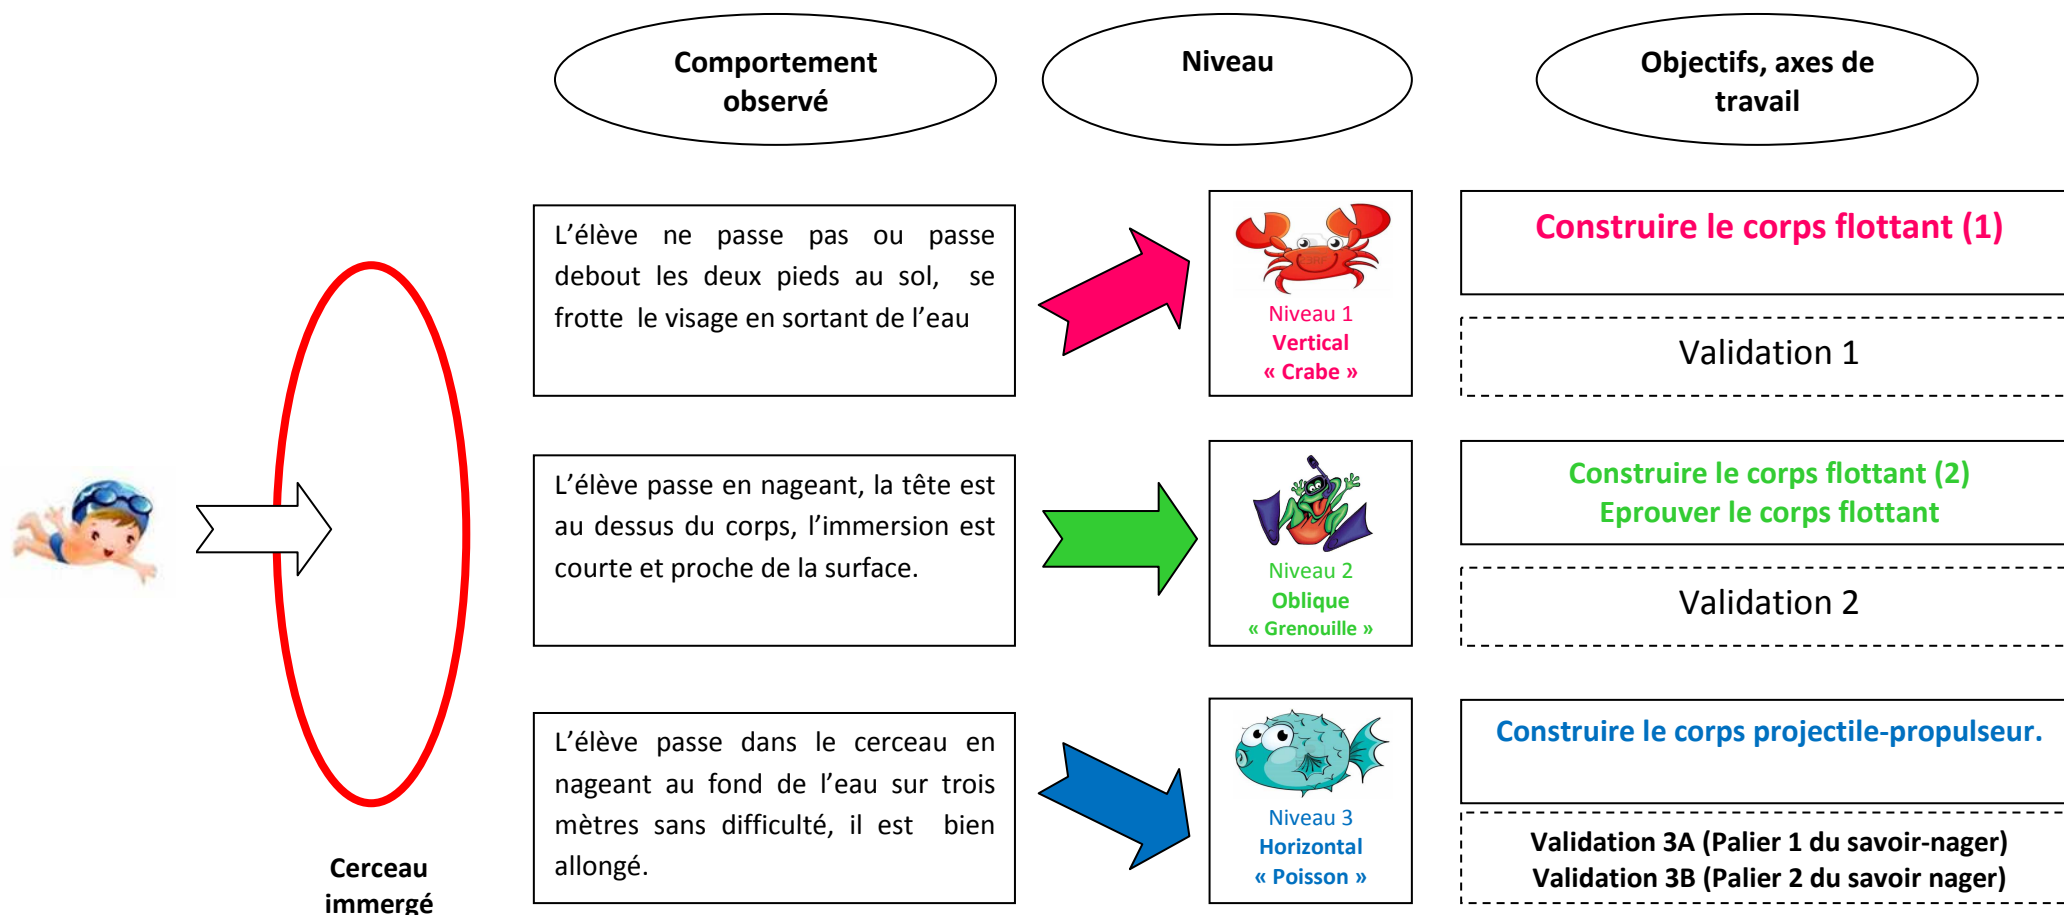 Comportement
observé
Niveau
Objectifs, axes de
travail
L’élève ne passe pas ou passe
debout les deux pieds au sol, se
frotte le visage en sortant de l’eau
Niveau 1
Vertical
« Crabe »
Construire le corps flottant (1)
Validation 1
L’élève passe en nageant, la tête est
au dessus du corps, l’immersion est
courte et proche de la surface.
Niveau 2
Oblique
« Grenouille »
Construire le corps flottant (2)
Eprouver le corps flottant
Validation 2
L’élève passe dans le cerceau en
nageant au fond de l’eau sur trois
mètres sans difficulté, il est bien
allongé.
Niveau 3
Horizontal
« Poisson »
Construire le corps projectile-propulseur.
Validation 3A (Palier 1 du savoir-nager)
Validation 3B (Palier 2 du savoir nager)
Cerceau
immergé